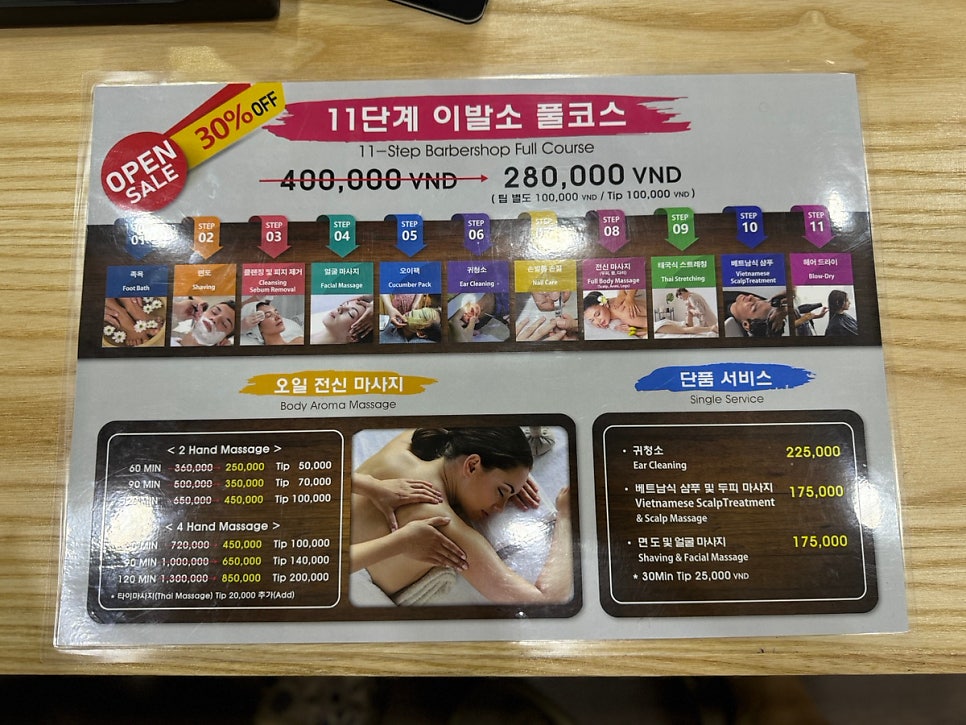 OPEN SALE
30%OFF
11단계 이발소 풀코스
11-Step Barbershop Full Course
400,000 VND 280,000 VND
( 팁 별도 100,000 VND / Tip 100,000 VND )
STEP 02
STEP 03
STEP 04
STEP 05
STEP 06
STEP 08
STEP 09
STEP 10
STEP 11
족욕
Foot Bath
면도
Shaving
클렌징 및 피지 제거
Cleansing
Sebum Removal
얼굴 마사지
Facial Massage
오이팩
Cucumber Pack
귀청소
Ear Cleaning
손발톱 손질
Nail Care
전신 마사지
Full Body Massage
태국식 스트레칭
Thai Stretching
베트남식 샴푸
Vietnamese
ScalpTreatment
헤어 드라이
Blow-Dry
오일 전신 마사지
Body Aroma Massage
< 2 Hand Massage >
60 MIN 360,000 250,000 Tip 50,000
90 MIN 500,000 350,000 Tip 70,000
MIN 650,000 450,000 Tip 100,000
< 4 Hand Massage >
MIN 720,000 450,000 Tip 100,000
90 MIN 1,000,000 650,000 Tip 140,000
120 MIN 1,300,000 850,000 Tip 200,000
• 타이마사지(Thai Massage) Tip 20,000 추가(Add)
단품 서비스
Single Service
• 귀청소 225,000
Ear Cleaning
• 베트남식 샴푸 및 두피 마사지 175,000
Vietnamese ScalpTreatment
& Scalp Massage
• 면 도 및 얼굴 마사지 175,000
Shaving & Facial Massage
* 30Min Tip 25,000 VND